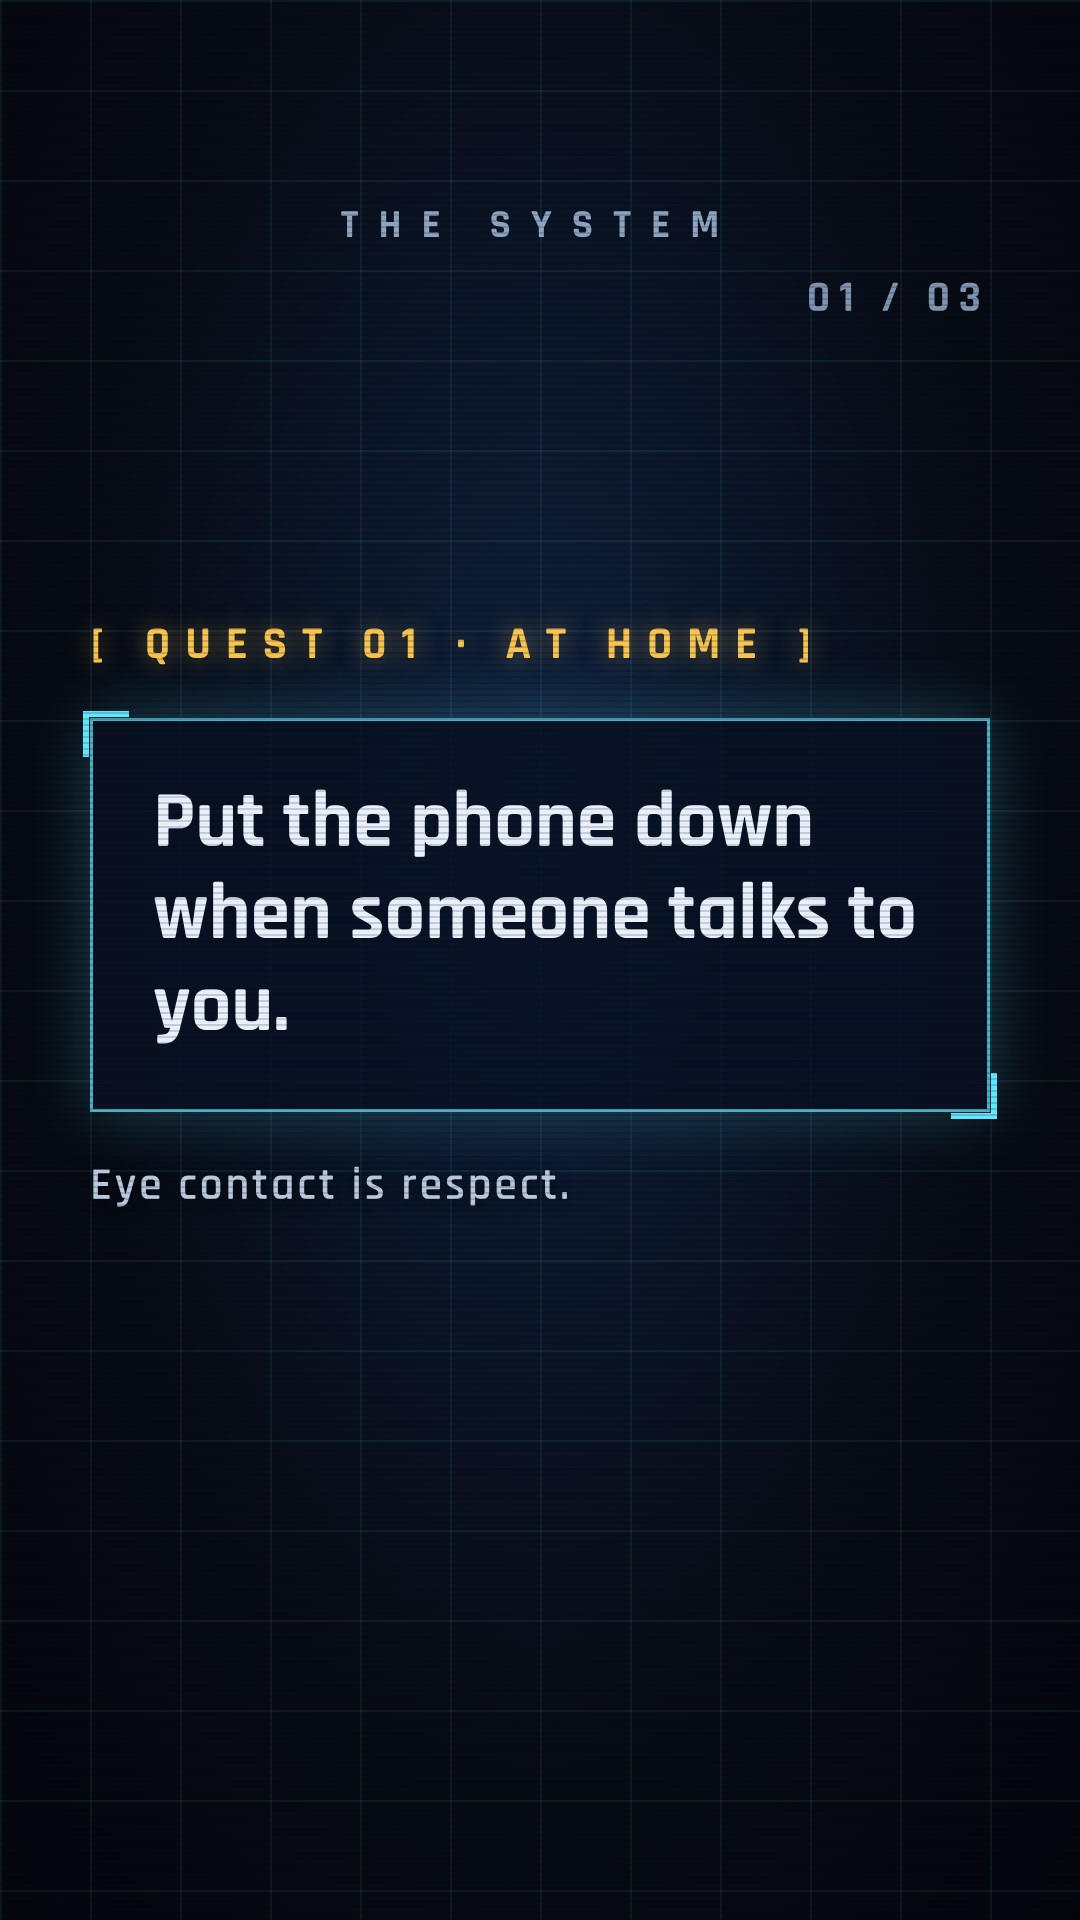 THE SYSTEM
01 / 03
[ QUEST 01 · AT HOME ]
Put the phone down
when someone talks to
you.
Eye contact is respect.